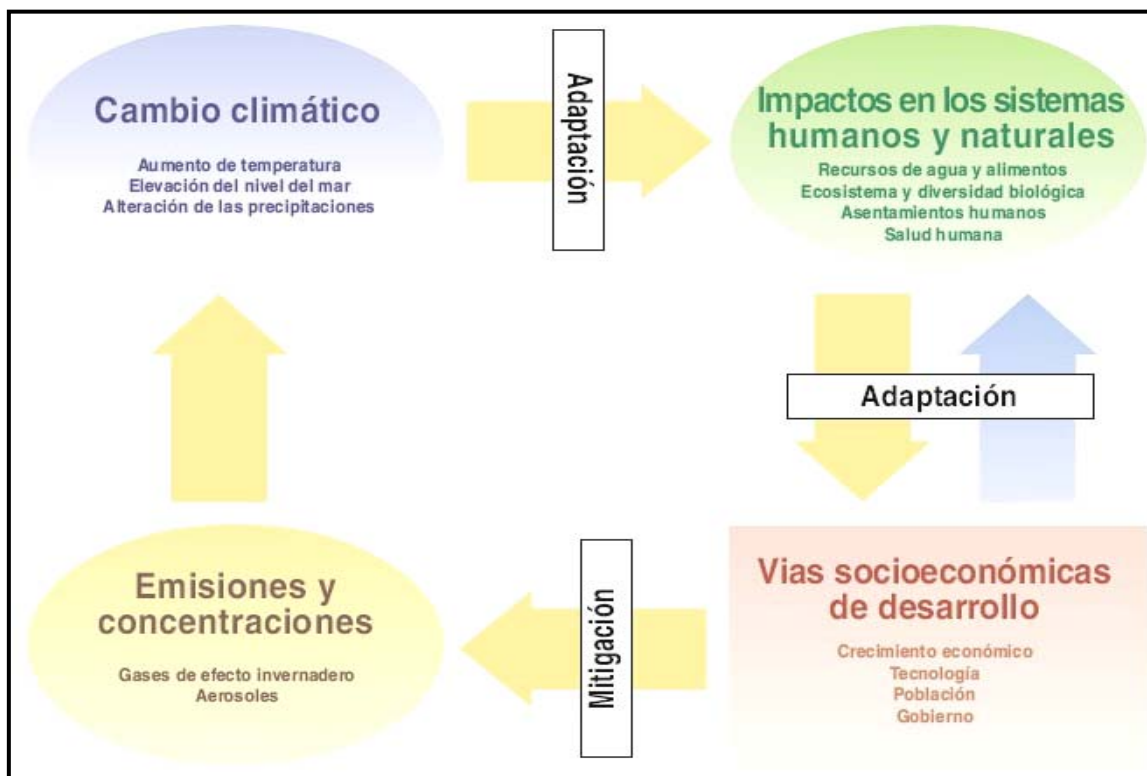 Cambio climático
Aumento de temperatura
Elevación del nivel del mar
Alteración de las precipitaciones
Adaptación
Impactos en los sistemas
humanos y naturales
Recursos de agua y alimentos
Ecosistema y diversidad biológica
Asentamientos humanos
Salud humana
Adaptación
Emisiones y
concentraciones
Gases de efecto invernadero
Aerosoles
Mitigación
Vias socioeconómicas
de desarrollo
Crecimiento económico
Tecnología
Población
Gobierno